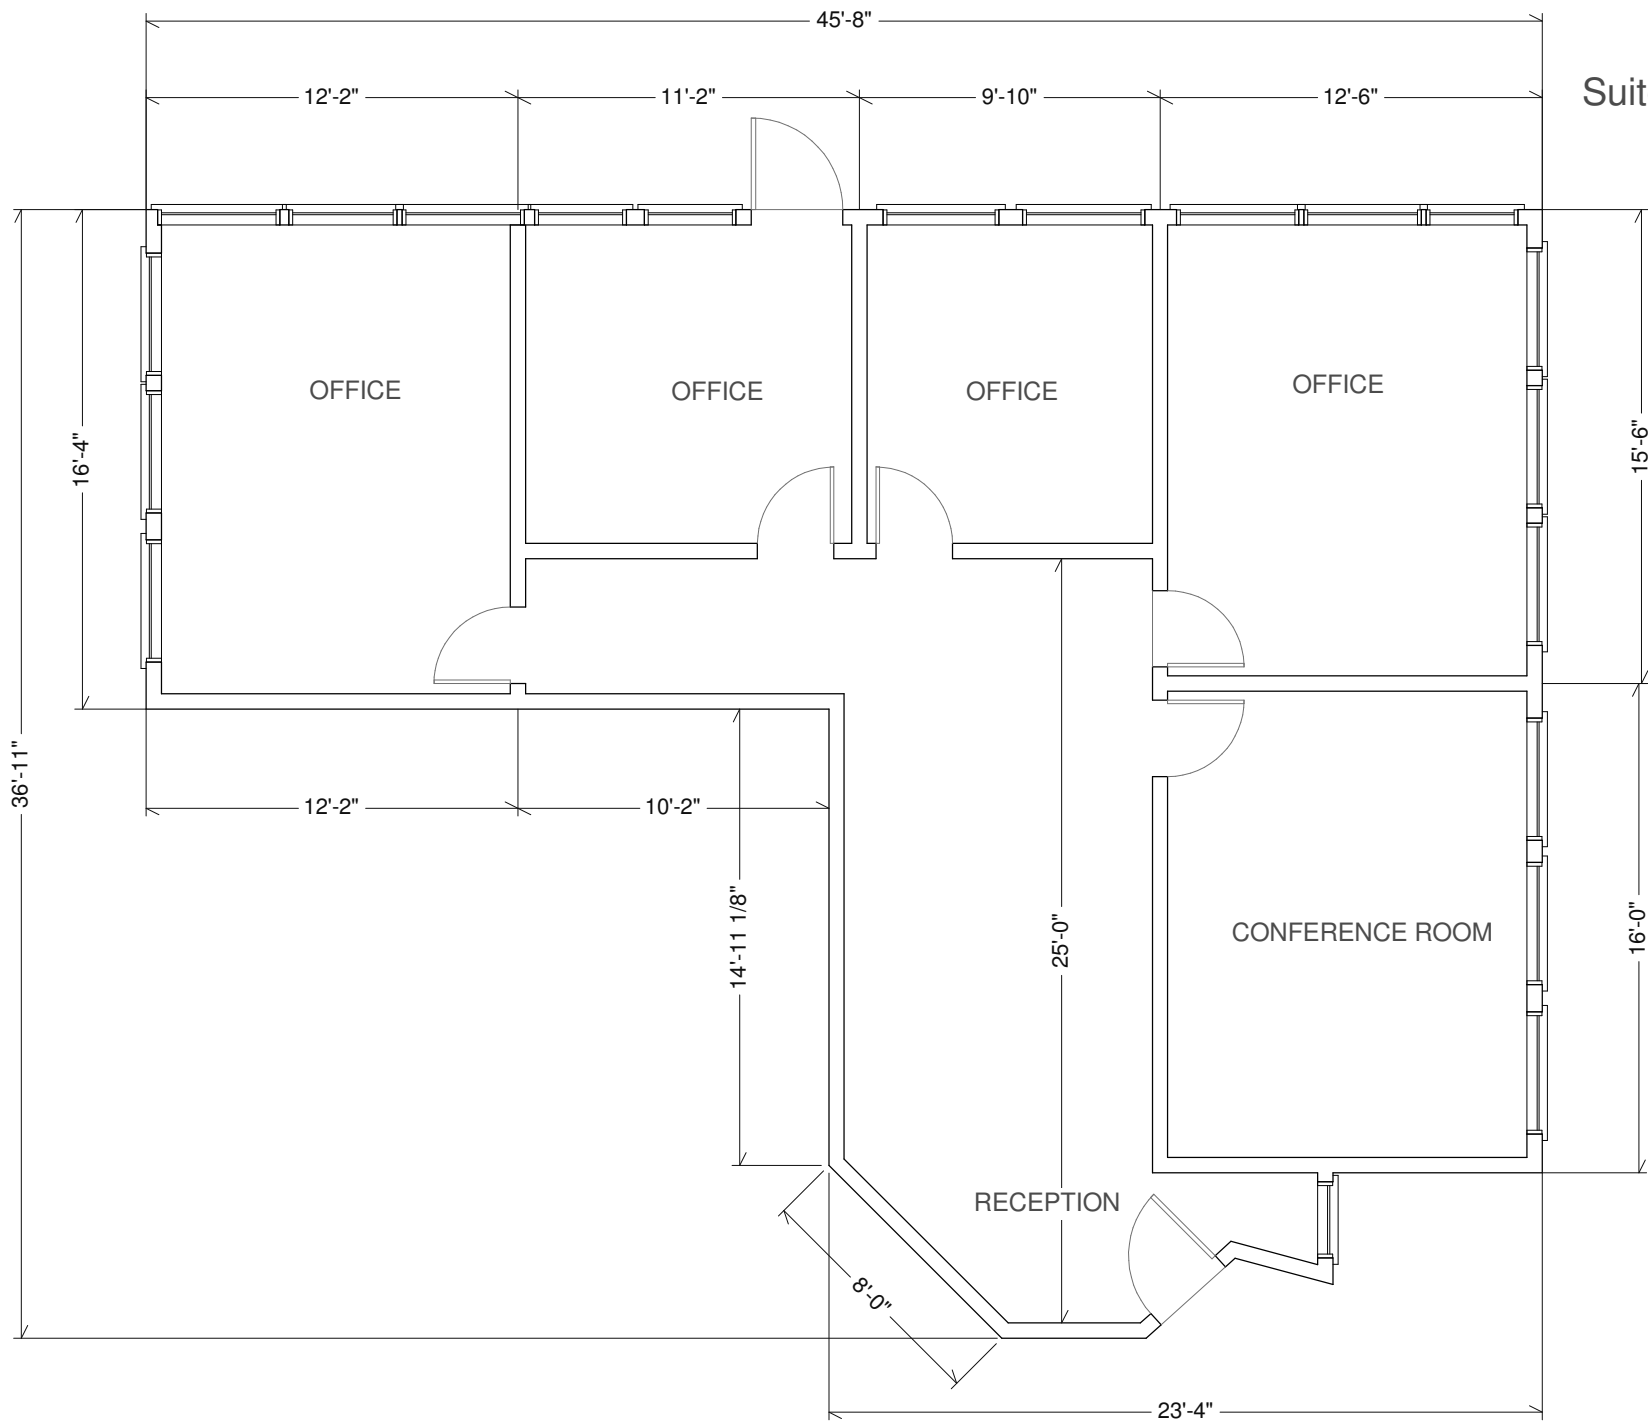 45'-8"
Suit
12'-2"
11'-2"
9'-10"
12'-6"
OFFICE
OFFICE
OFFICE
OFFICE
16'-4"
15'-6"
36'-11"
12'-2"
10'-2"
14'-11 1/8"
25'-0"
CONFERENCE ROOM
16'-0"
RECEPTION
8'-0"
23'-4"